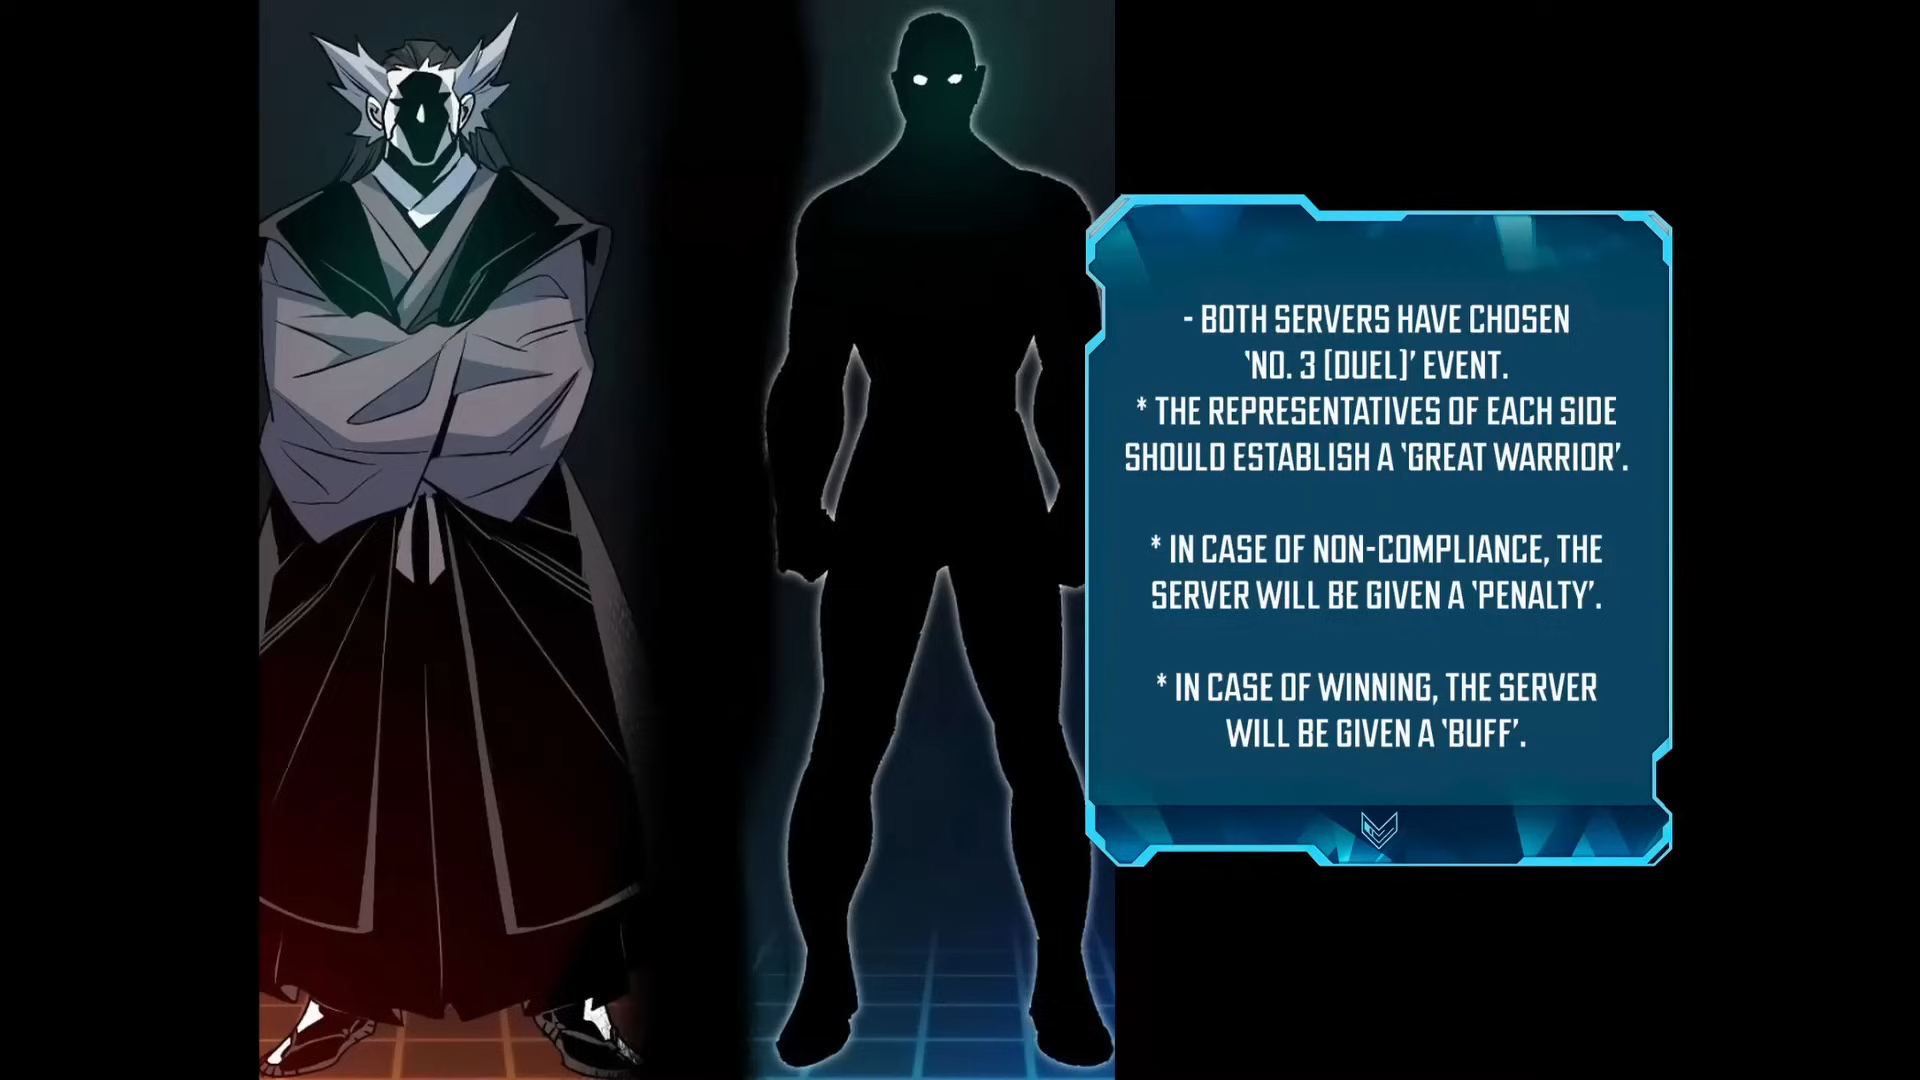 - BOTH SERVERS HAVE CHOSEN
‘NO. 3 [DUEL]’ EVENT.
* THE REPRESENTATIVES OF EACH SIDE
SHOULD ESTABLISH A ‘GREAT WARRIOR’.
* IN CASE OF NON-COMPLIANCE, THE
SERVER WILL BE GIVEN A ‘PENALTY’.
* IN CASE OF WINNING, THE SERVER
WILL BE GIVEN A ‘BUFF’.